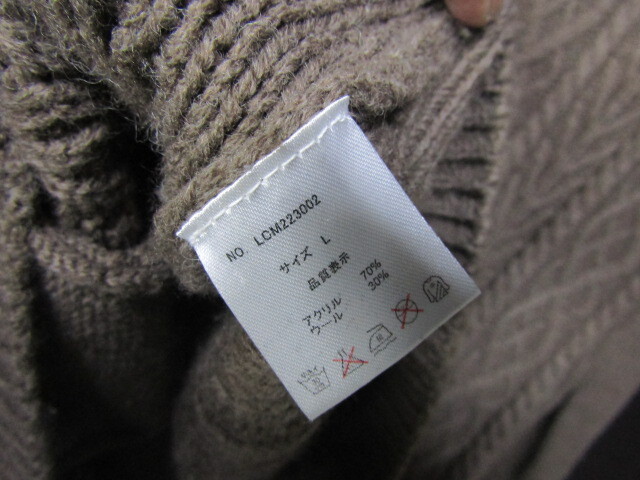 NO. LCM223002
サイズ L
品質表示
アクリル 70%
ウール 30%